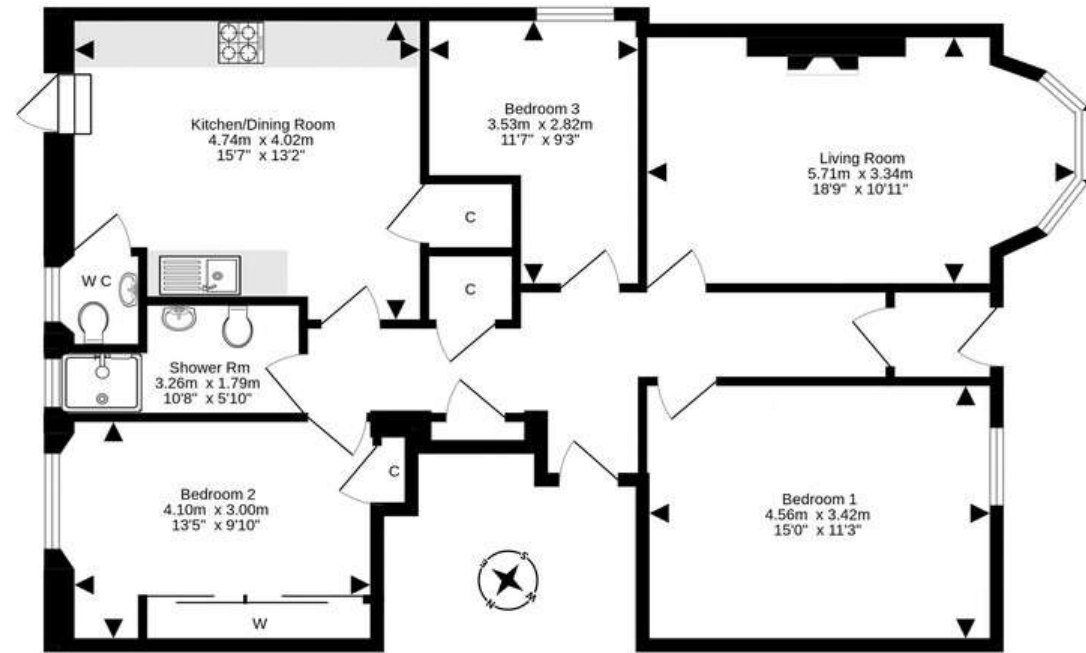 Kitchen/Dining Room
4.74m x 4.02m
15'7" x 13'2"
Bedroom 3
3.53m x 2.82m
11'7" x 9'3"
Living Room
5.71m x 3.34m
18'9" x 10'11"
C
C
W C
Shower Rm
3.26m x 1.79m
10'8" x 5'10"
Bedroom 2
4.10m x 3.00m
13'5" x 9'10"
C
W
Bedroom 1
4.56m x 3.42m
15'0" x 11'3"
S
E
W
N